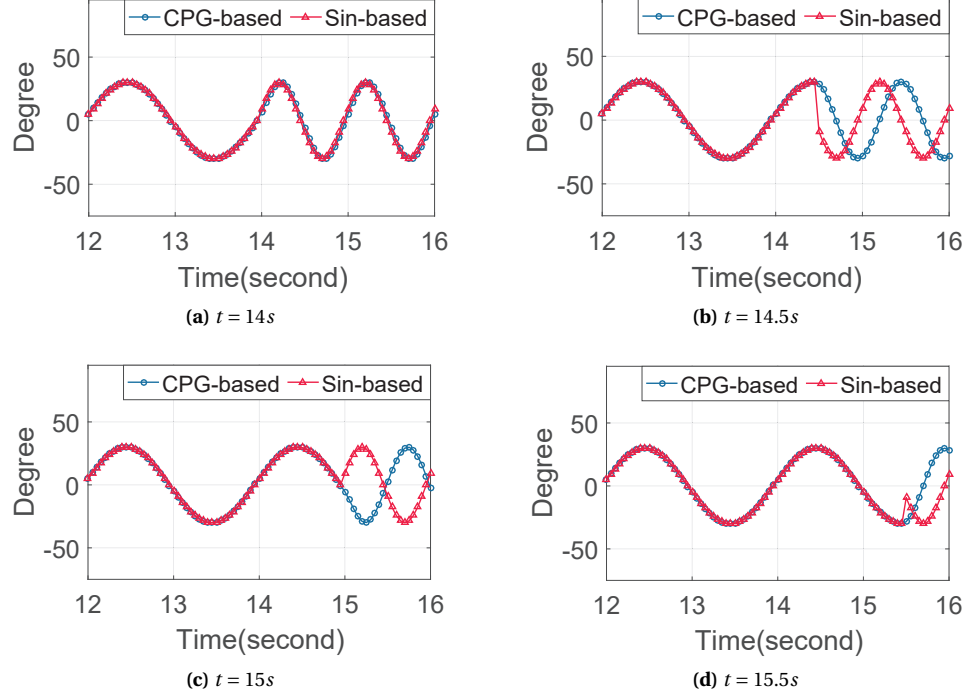 CPG-based Sin-based
50
0
-50
Degree
12 13 14 15 16
Time(second)
(a) t = 14s
CPG-based Sin-based
50
0
-50
Degree
12 13 14 15 16
Time(second)
(b) t = 14.5s
CPG-based Sin-based
50
0
-50
Degree
12 13 14 15 16
Time(second)
(c) t = 15s
CPG-based Sin-based
50
0
-50
Degree
12 13 14 15 16
Time(second)
(d) t = 15.5s